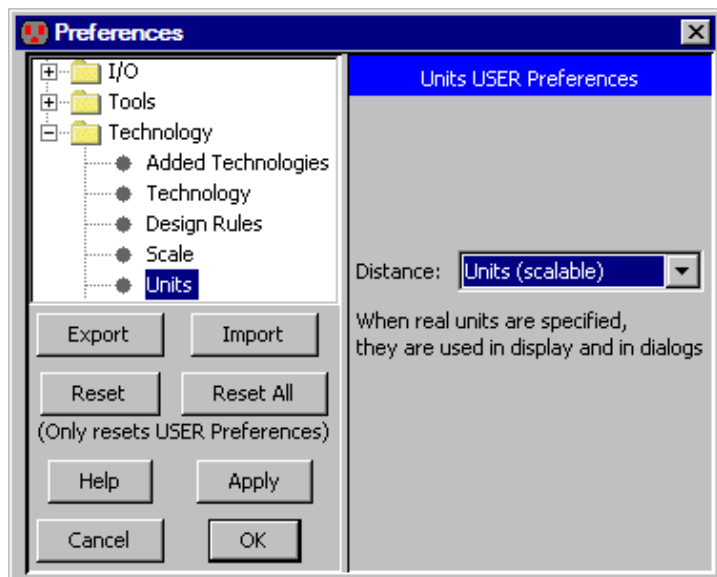 Preferences
I/O
Tools
Technology
Added Technologies
Technology
Design Rules
Scale
Units
Export
Import
Reset
Reset All
(Only resets USER Preferences)
Help
Apply
Cancel
OK
Units USER Preferences
Distance: Units (scalable)
When real units are specified,
they are used in display and in dialogs